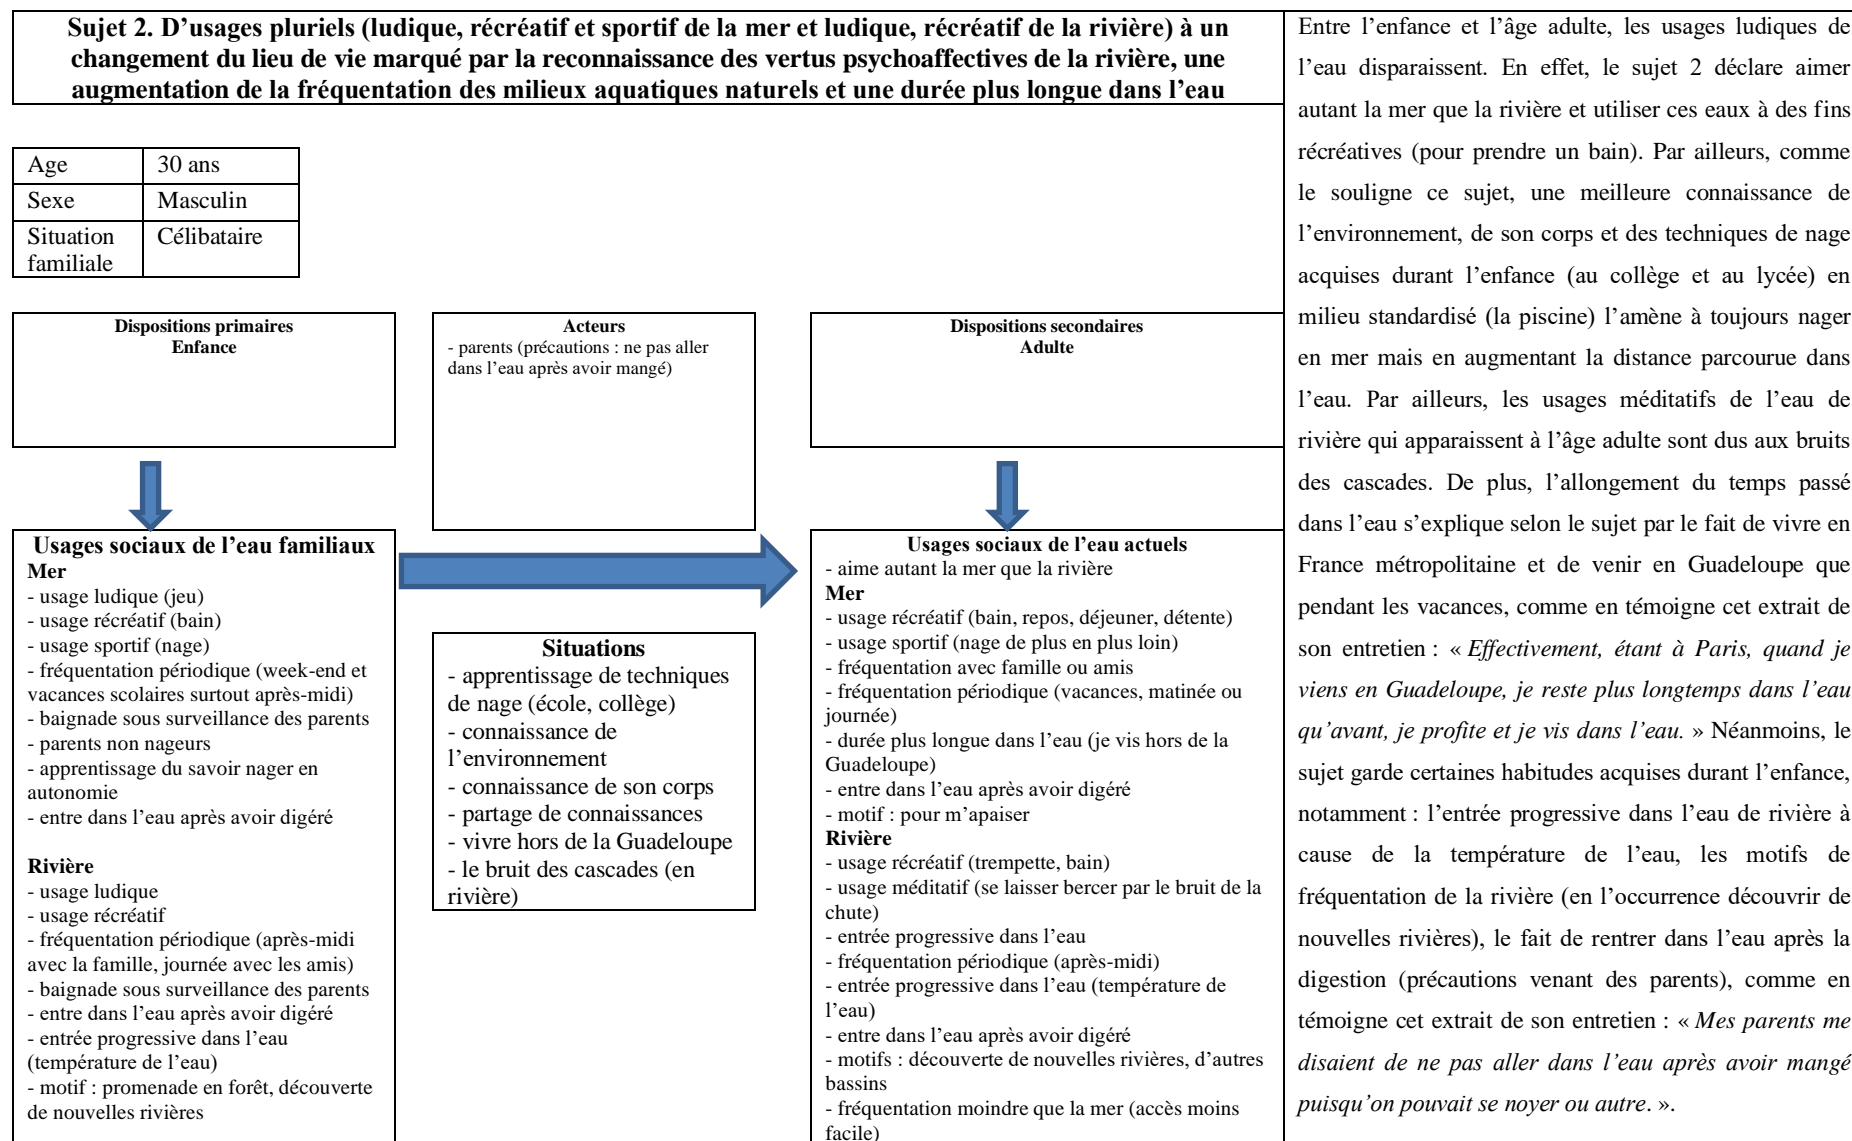 Sujet 2. D’usages pluriels (ludique, récréatif et sportif de la mer et ludique, récréatif de la rivière) à un
changement du lieu de vie marqué par la reconnaissance des vertus psychoaffectives de la rivière, une
augmentation de la fréquentation des milieux aquatiques naturels et une durée plus longue dans l’eau
Age 30 ans
Sexe Masculin
Situation familiale Célibataire
Dispositions primaires
Enfance
Acteurs
- parents (précautions : ne pas aller
dans l’eau après avoir mangé)
Dispositions secondaires
Adulte
Usages sociaux de l’eau familiaux
Mer
- usage ludique (jeu)
- usage récréatif (bain)
- usage sportif (nage)
- fréquentation périodique (week-end et
vacances scolaires surtout après-midi)
- baignade sous surveillance des parents
- parents non nageurs
- apprentissage du savoir nager en
autonomie
- entre dans l’eau après avoir digéré
Rivière
- usage ludique
- usage récréatif
- fréquentation périodique (après-midi
avec la famille, journée avec les amis)
- baignade sous surveillance des parents
- entre dans l’eau après avoir digéré
- entrée progressive dans l’eau
(température de l’eau)
- motif : promenade en forêt, découverte
de nouvelles rivières
Situations
- apprentissage de techniques
de nage (école, collège)
- connaissance de
l’environnement
- connaissance de son corps
- partage de connaissances
- vivre hors de la Guadeloupe
- le bruit des cascades (en
rivière)
Usages sociaux de l’eau actuels
- aime autant la mer que la rivière
Mer
- usage récréatif (bain, repos, déjeuner, détente)
- usage sportif (nage de plus en plus loin)
- fréquentation avec famille ou amis
- fréquentation périodique (vacances, matinée ou
journée)
- durée plus longue dans l’eau (je vis hors de la
Guadeloupe)
- entre dans l’eau après avoir digéré
- motif : pour m’apaiser
Rivière
- usage récréatif (trempette, bain)
- usage méditatif (se laisser bercer par le bruit de la
chute)
- entrée progressive dans l’eau
- fréquentation périodique (après-midi)
- entrée progressive dans l’eau (température de
l’eau)
- entre dans l’eau après avoir digéré
- motifs : découverte de nouvelles rivières, d’autres
bassins
- fréquentation moindre que la mer (accès moins
facile)
Entre l’enfance et l’âge adulte, les usages ludiques de
l’eau disparaissent. En effet, le sujet 2 déclare aimer
autant la mer que la rivière et utiliser ces eaux à des fins
récréatives (pour prendre un bain). Par ailleurs, comme
le souligne ce sujet, une meilleure connaissance de
l’environnement, de son corps et des techniques de nage
acquises durant l’enfance (au collège et au lycée) en
milieu standardisé (la piscine) l’amène à toujours nager
en mer mais en augmentant la distance parcourue dans
l’eau. Par ailleurs, les usages méditatifs de l’eau de
rivière qui apparaissent à l’âge adulte sont dus aux bruits
des cascades. De plus, l’allongement du temps passé
dans l’eau s’explique selon le sujet par le fait de vivre en
France métropolitaine et de venir en Guadeloupe que
pendant les vacances, comme en témoigne cet extrait de
son entretien : « Effectivement, étant à Paris, quand je
viens en Guadeloupe, je reste plus longtemps dans l’eau
qu’avant, je profite et je vis dans l’eau. » Néanmoins, le
sujet garde certaines habitudes acquises durant l’enfance,
notamment : l’entrée progressive dans l’eau de rivière à
cause de la température de l’eau, les motifs de
fréquentation de la rivière (en l’occurrence découvrir de
nouvelles rivières), le fait de rentrer dans l’eau après la
digestion (précautions venant des parents), comme en
témoigne cet extrait de son entretien : « Mes parents me
disaient de ne pas aller dans l’eau après avoir mangé
puisqu’on pouvait se noyer ou autre. ».